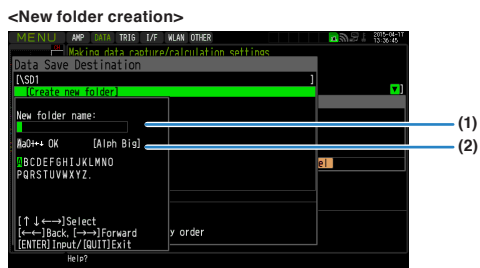 <New folder creation>
MENU AMP DATA TRIG I/F WLAN OTHER 2015-04-17
13:36:45
Making data capture/calculation settings
Data Save Destination
[\SD1 ]
[Create new folder]
New folder name:
(1)
AaO↔↓ OK [Alph Big]
(2)
ABCDEFGHIJKLMNO
PQRSTUVWXYZ.
el
[↑↓←→]Select
[←←]Back, [→→]Forward
y order
[ENTER]Input/[QUIT]Exit
Help?